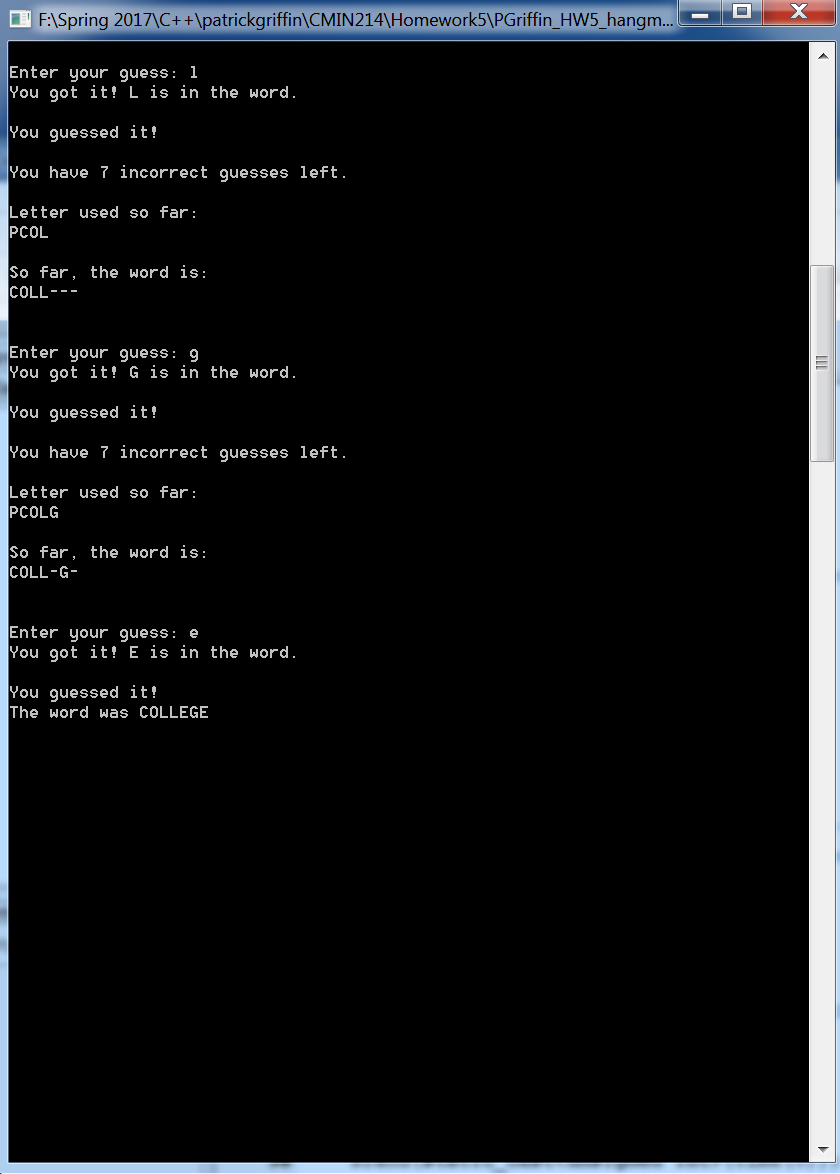 F:\Spring 2017\C++\patrickgriffin\CMIN214\Homework5\PGriffin_HW5_hangm...
Enter your guess: l
You got it! L is in the word.
You guessed it!
You have 7 incorrect guesses left.
Letter used so far:
PCOL
So far, the word is:
COLL---
Enter your guess: g
You got it! G is in the word.
You guessed it!
You have 7 incorrect guesses left.
Letter used so far:
PCOLG
So far, the word is:
COLL-G-
Enter your guess: e
You got it! E is in the word.
You guessed it!
The word was COLLEGE